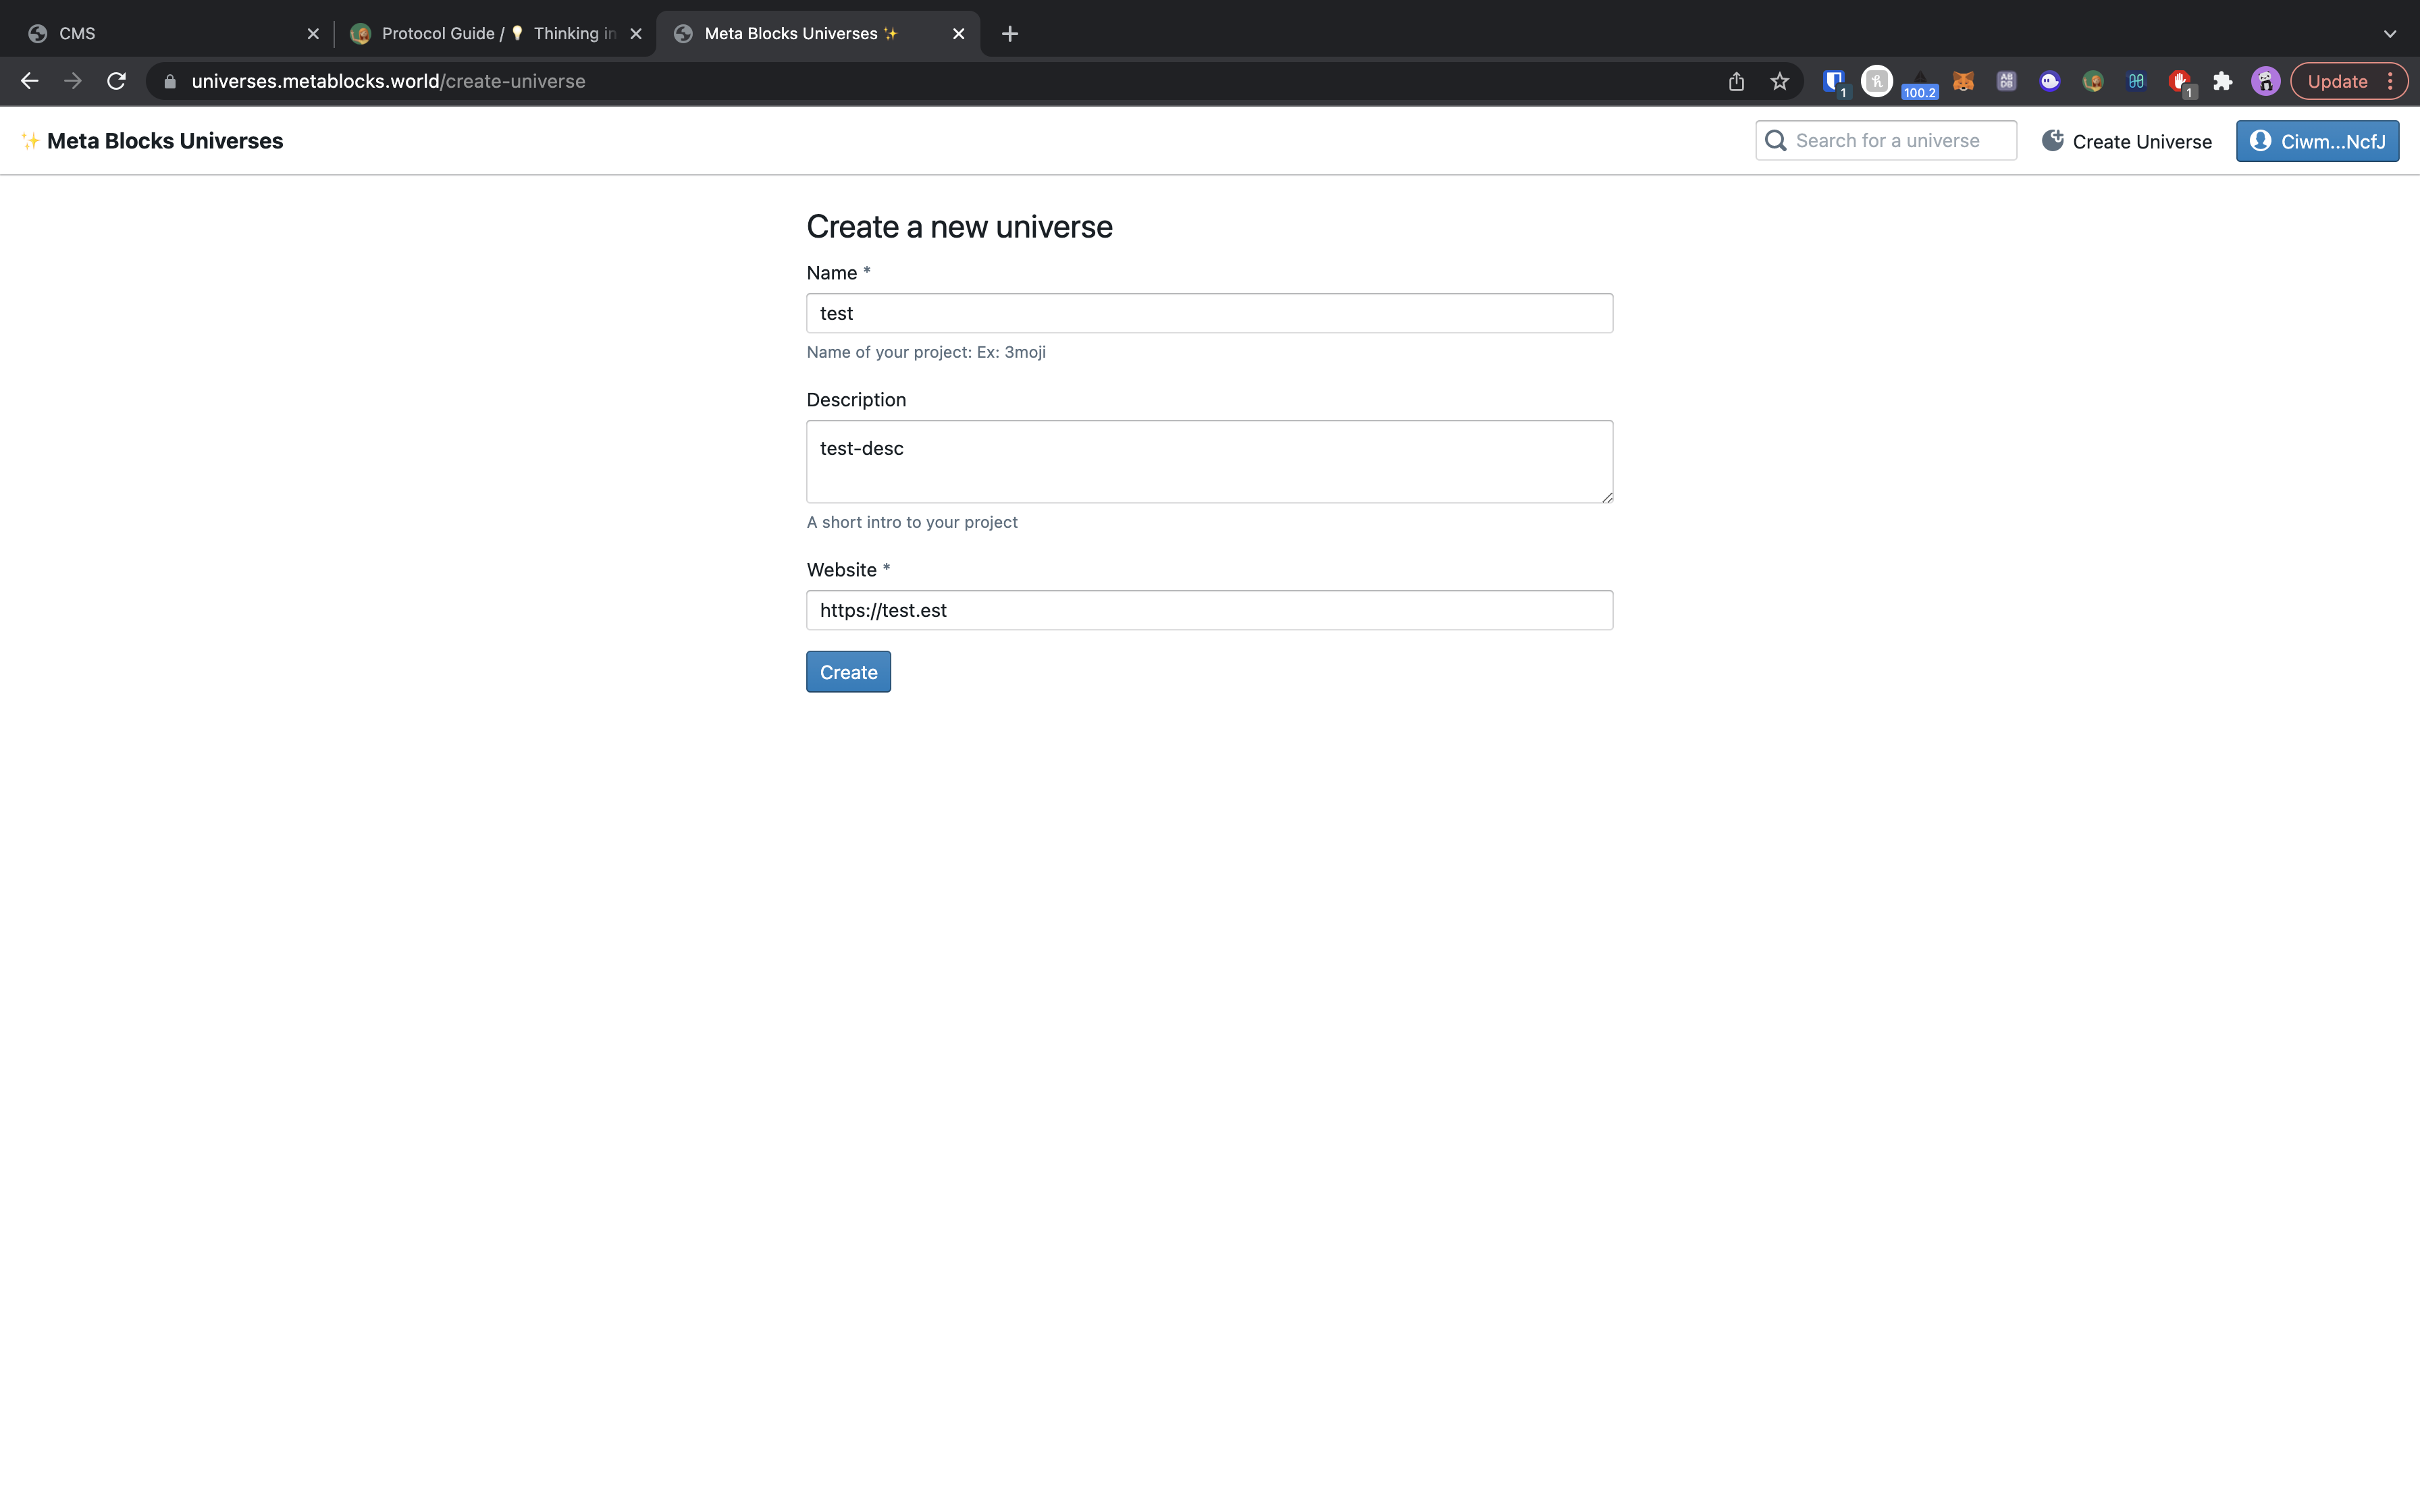 CMS
Protocol Guide / 💡 Thinking in
Meta Blocks Universes ✨
universes.metablocks.world/create-universe
1
100.2
AB
DB
1
Update
✨ Meta Blocks Universes
Search for a universe
Create Universe
Ciwm...NcfJ
Create a new universe
Name *
test
Name of your project: Ex: 3moji
Description
test-desc
A short intro to your project
Website *
https://test.est
Create